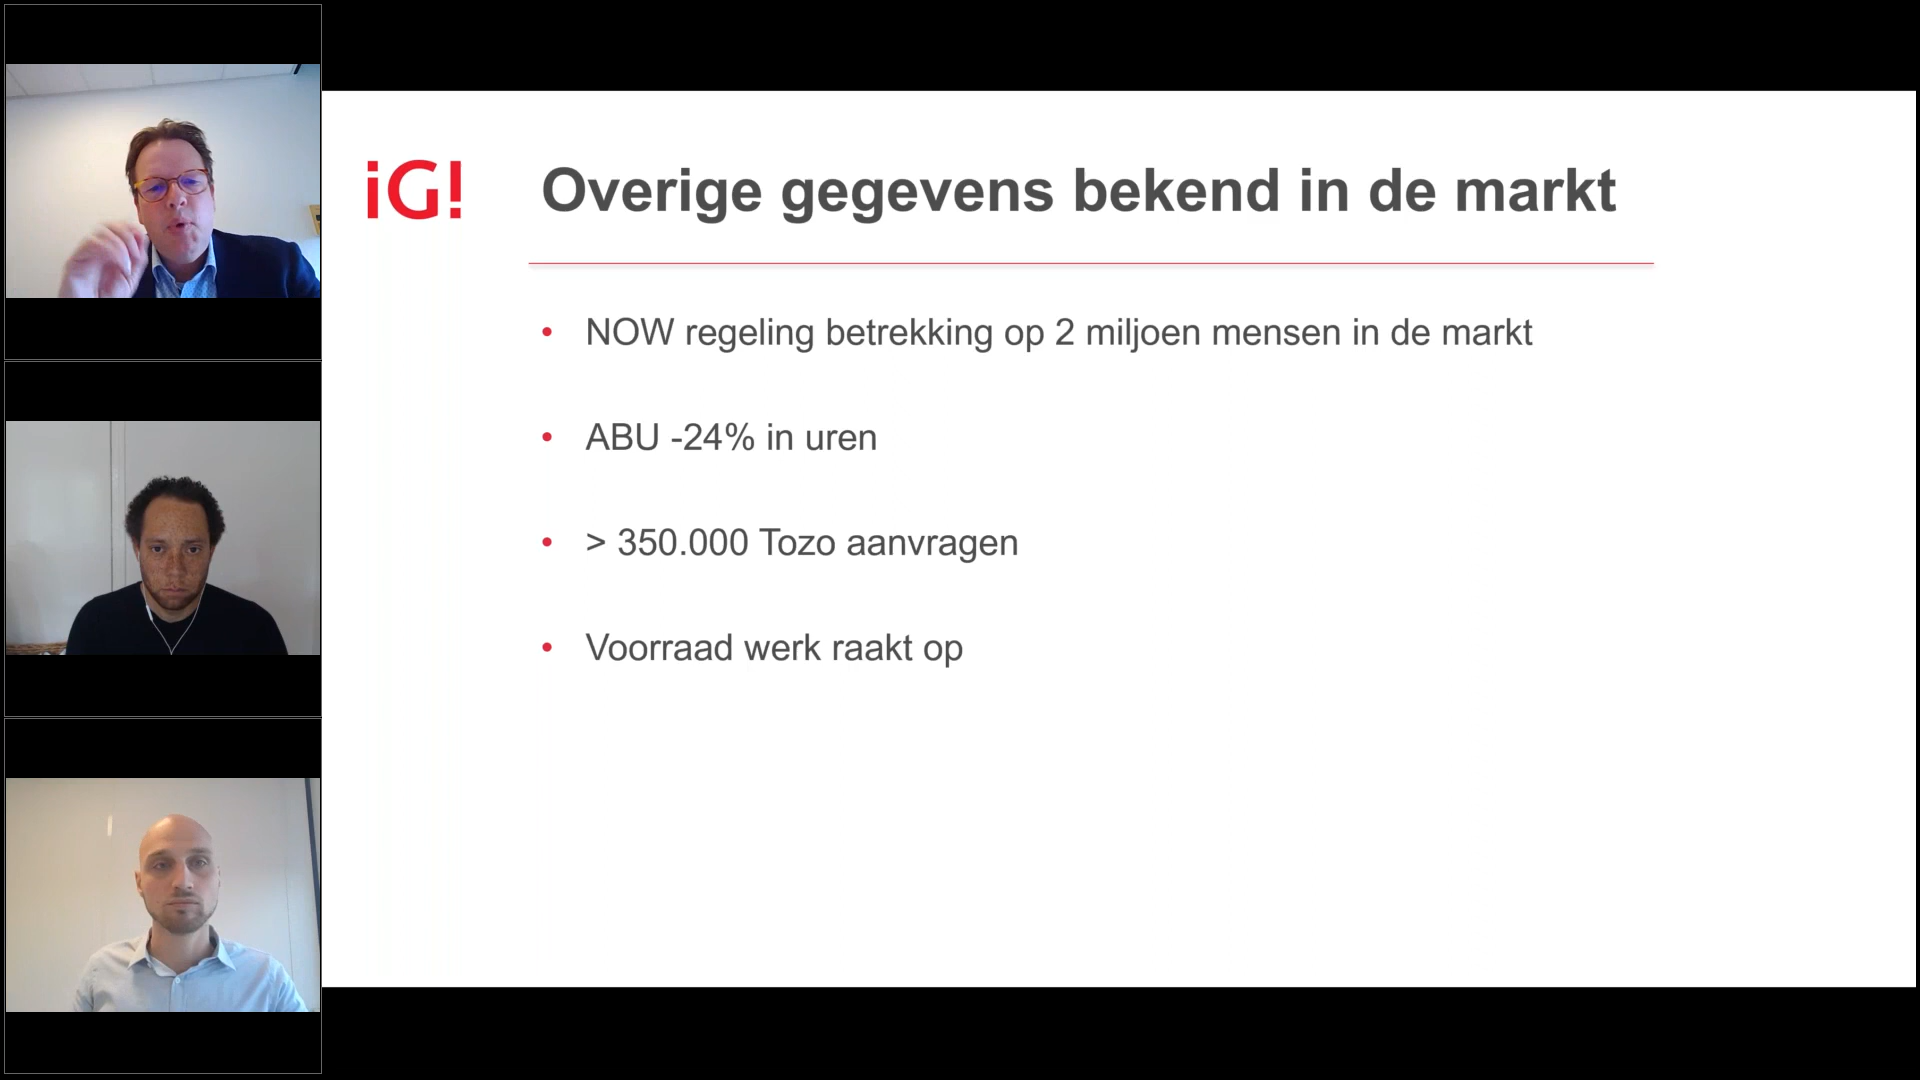 iG!
Overige gegevens bekend in de markt
• NOW regeling betrekking op 2 miljoen mensen in de markt
• ABU -24% in uren
• > 350.000 Tozo aanvragen
• Voorraad werk raakt op